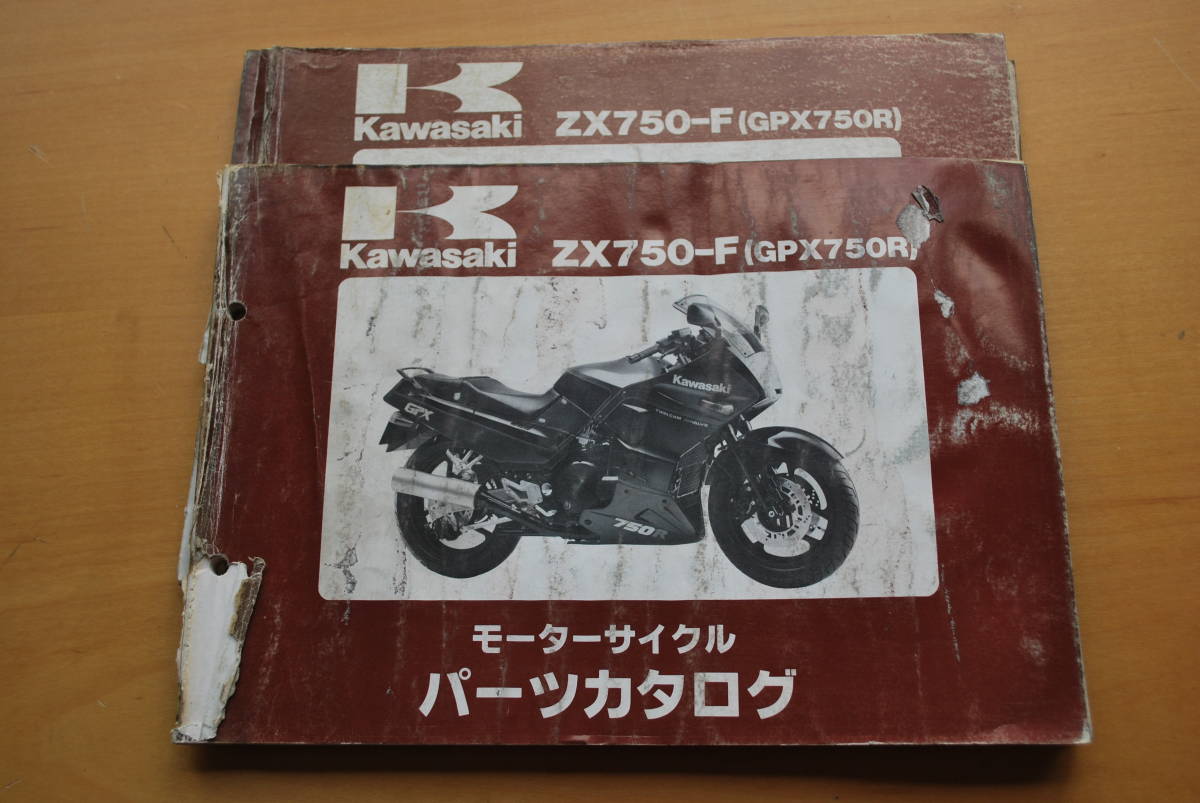 Kawasaki ZX750-F (GPX750R)
Kawasaki ZX750-F (GPX750R)
Kawasaki
GPX
750R
モーターサイクル
パーツカタログ